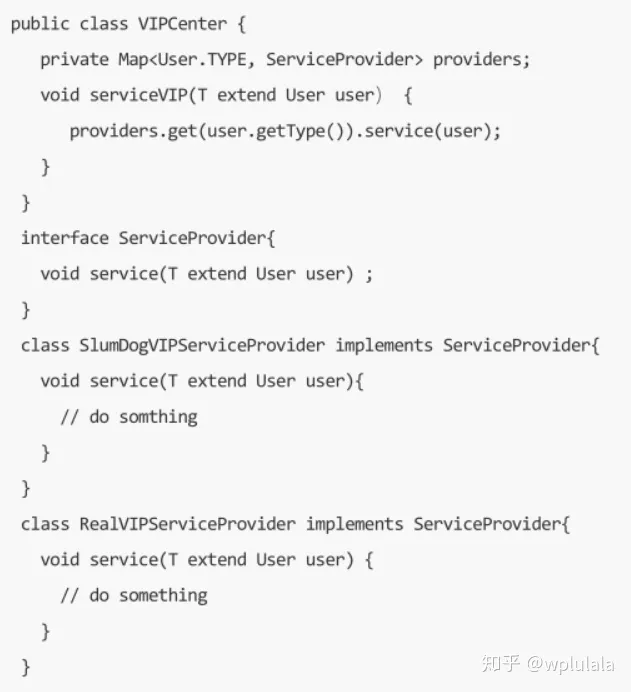 public class VIPCenter {
private Map<User.TYPE, ServiceProvider> providers;
void serviceVIP(T extend User user） {
providers.get(user.getType()).service(user);
}
}
interface ServiceProvider{
void service(T extend User user) ;
}
class SlumDogVIPServiceProvider implements ServiceProvider{
void service(T extend User user){
// do somthing
}
}
class RealVIPServiceProvider implements ServiceProvider{
void service(T extend User user) {
// do something
}
}
知乎 @wplulala